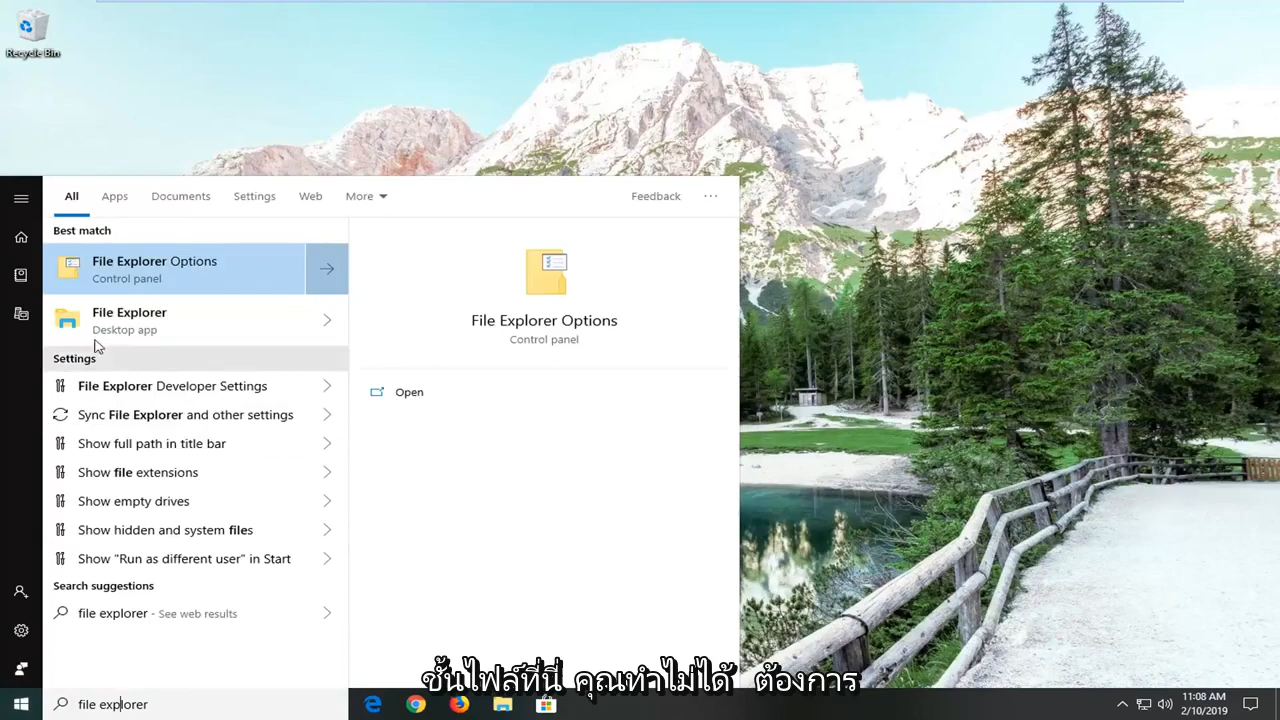 Recycle Bin
All Apps Documents Settings Web More Feedback ...
Best match
File Explorer Options
Control panel
File Explorer
Desktop app
Settings
File Explorer Developer Settings
Sync File Explorer and other settings
Show full path in title bar
Show file extensions
Show empty drives
Show hidden and system files
Show "Run as different user" in Start
Search suggestions
file explorer - See web results
File Explorer Options
Control panel
Open
ชั้นไฟล์ที่นี่ คุณทำไม่ได้ ต้องการ
file explorer
11:08 AM
2/10/2019